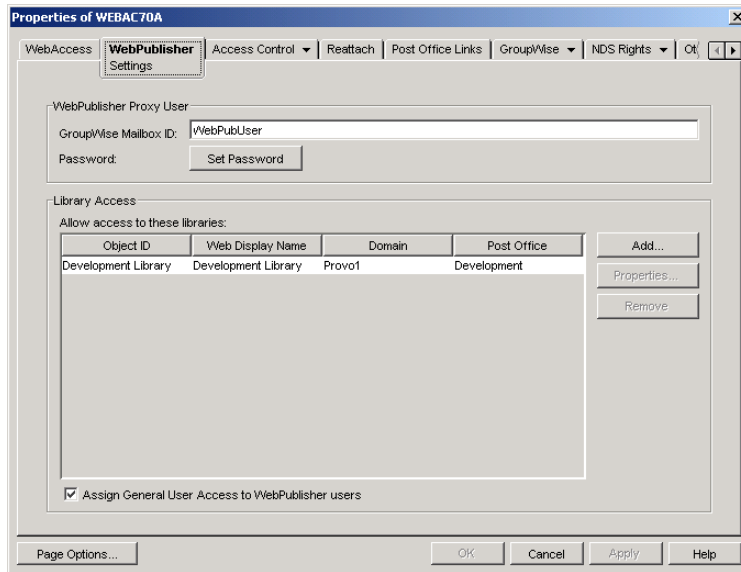 Properties of WEBAC70A
WebAccess WebPublisher Access Control Reattach Post Office Links GroupWise NDS Rights Ot
Settings
WebPublisher Proxy User
GroupWise Mailbox ID: WebPubUser
Password: Set Password
Library Access
Allow access to these libraries:
Object ID Web Display Name Domain Post Office Add...
Development Library Development Library Provo1 Development
Properties...
Remove
Assign General User Access to WebPublisher users
Page Options... OK Cancel Apply Help